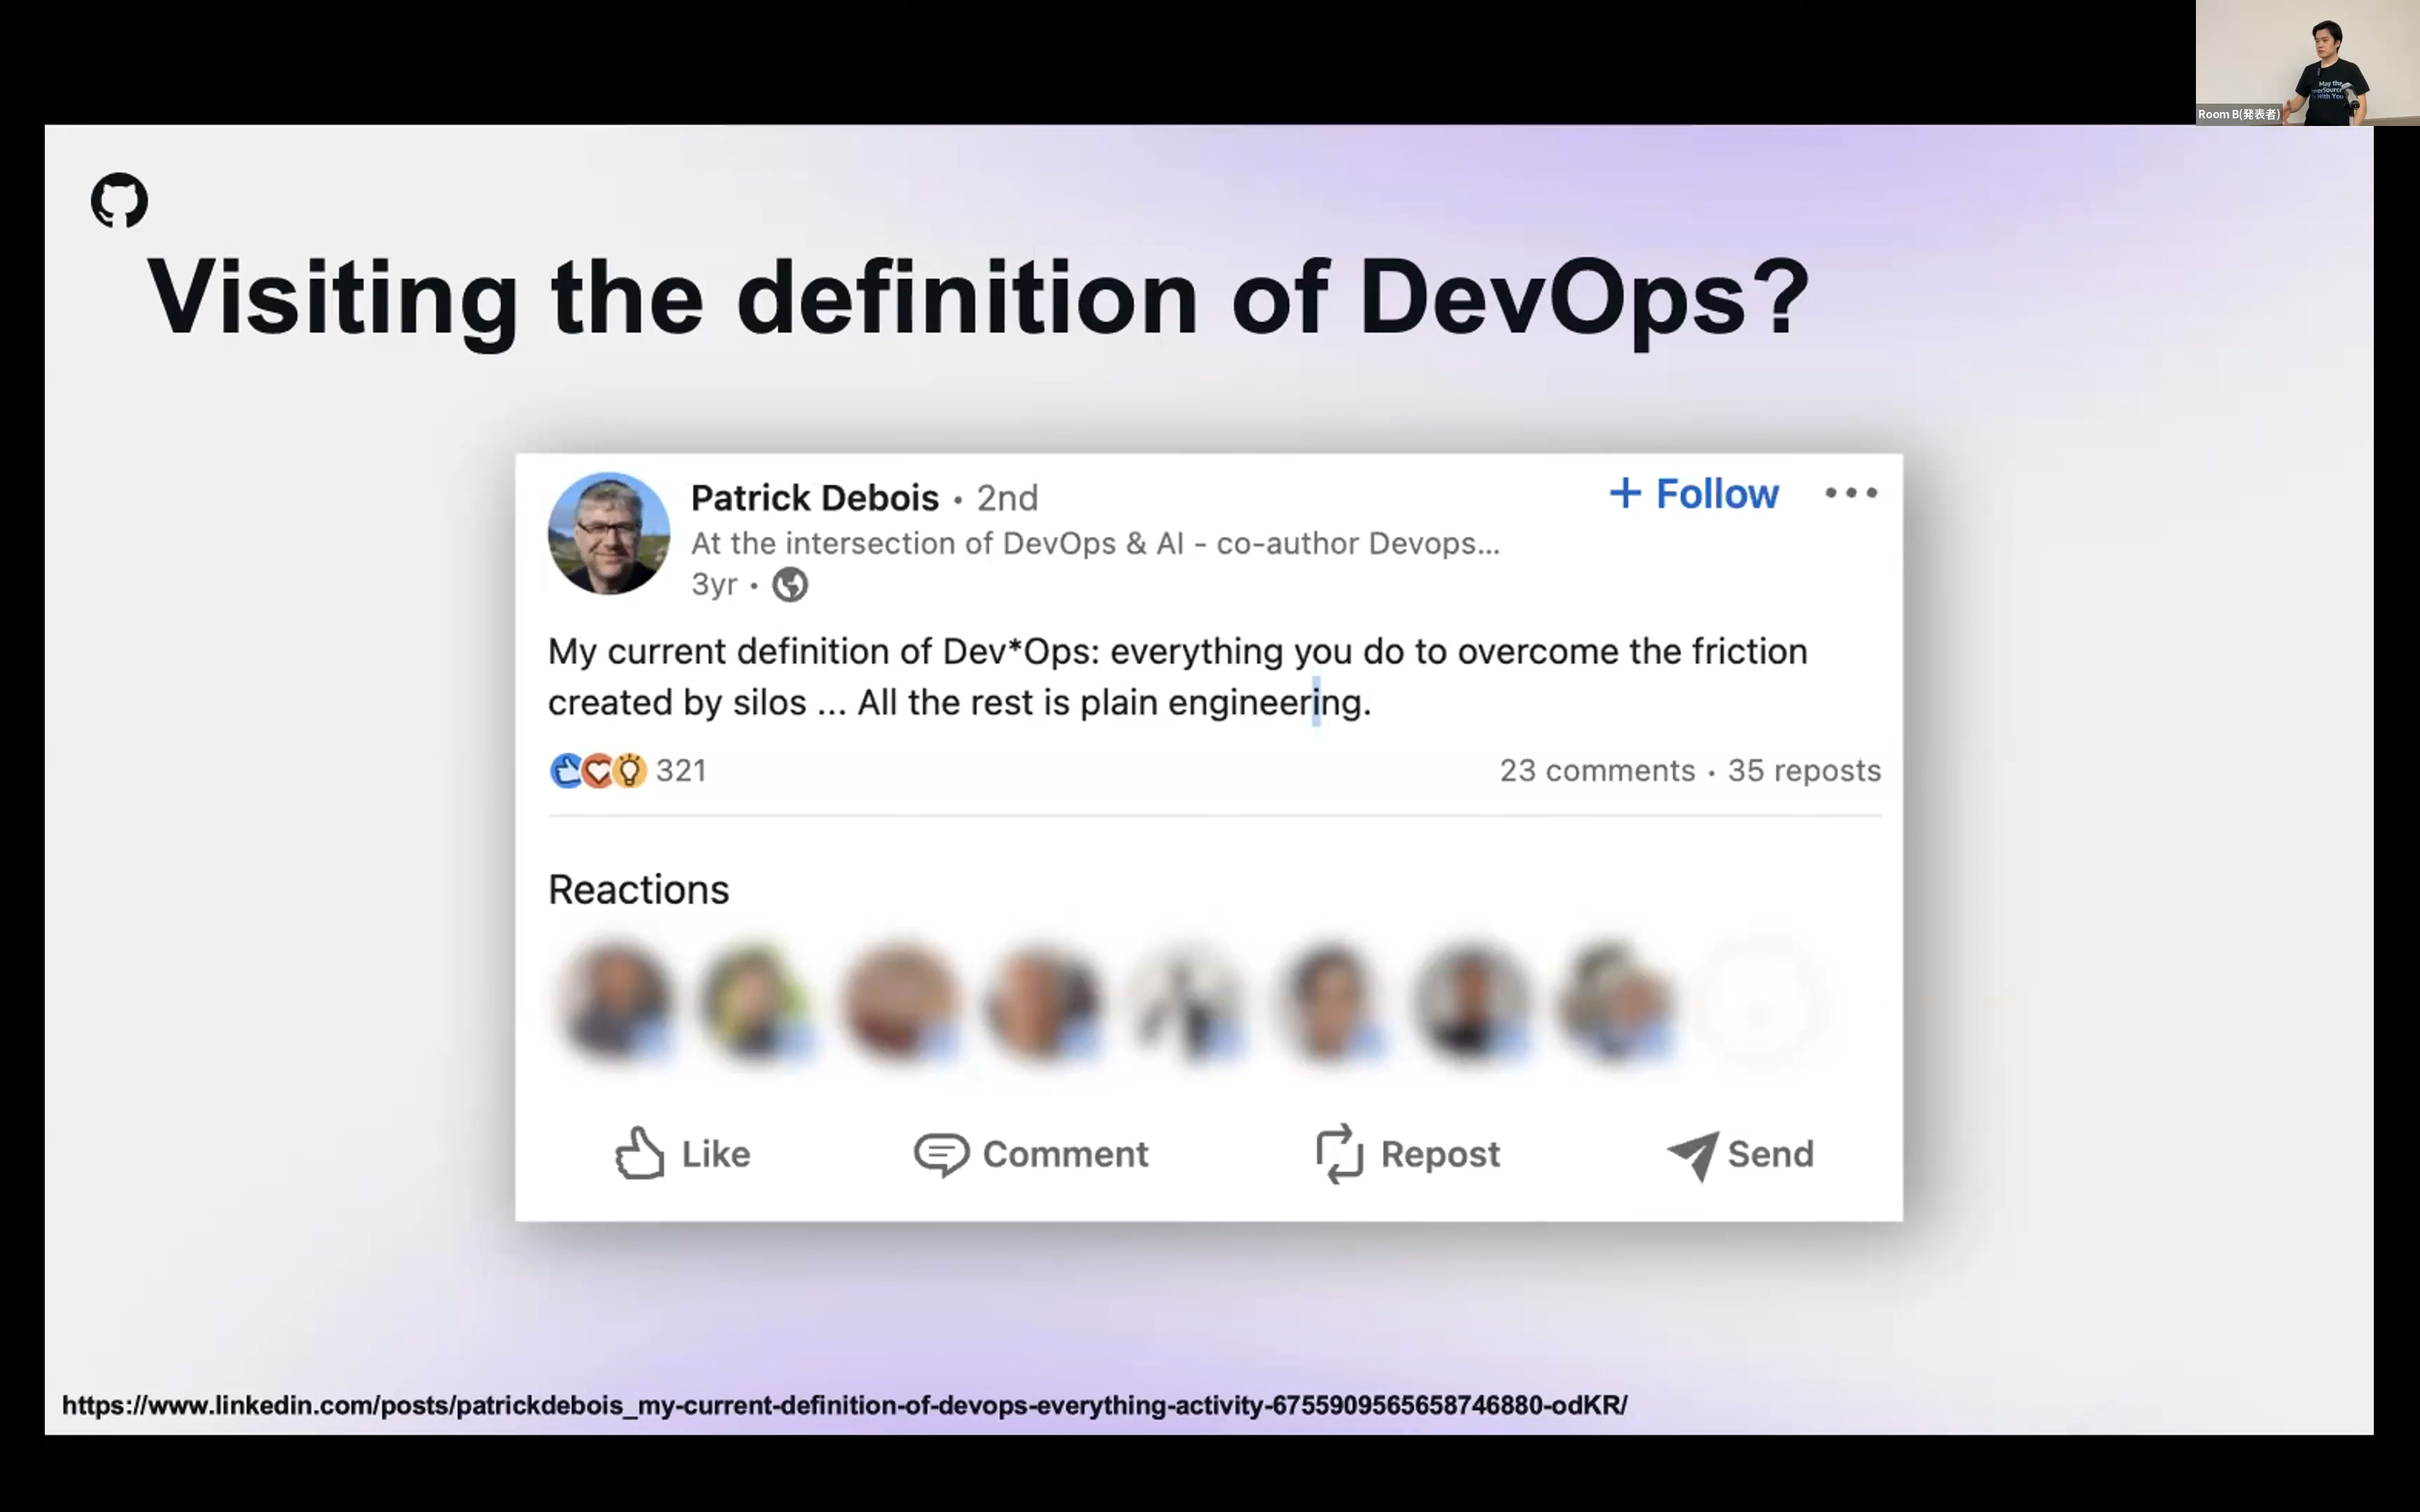 Room B(発表者)
Visiting the definition of DevOps?
Patrick Debois • 2nd
+ Follow
At the intersection of DevOps & AI - co-author Devops...
3yr •
My current definition of Dev*Ops: everything you do to overcome the friction
created by silos ... All the rest is plain engineering.
321
23 comments • 35 reposts
Reactions
Like
Comment
Repost
Send
https://www.linkedin.com/posts/patrickdebois_my-current-definition-of-devops-everything-activity-6755909565658746880-odKR/